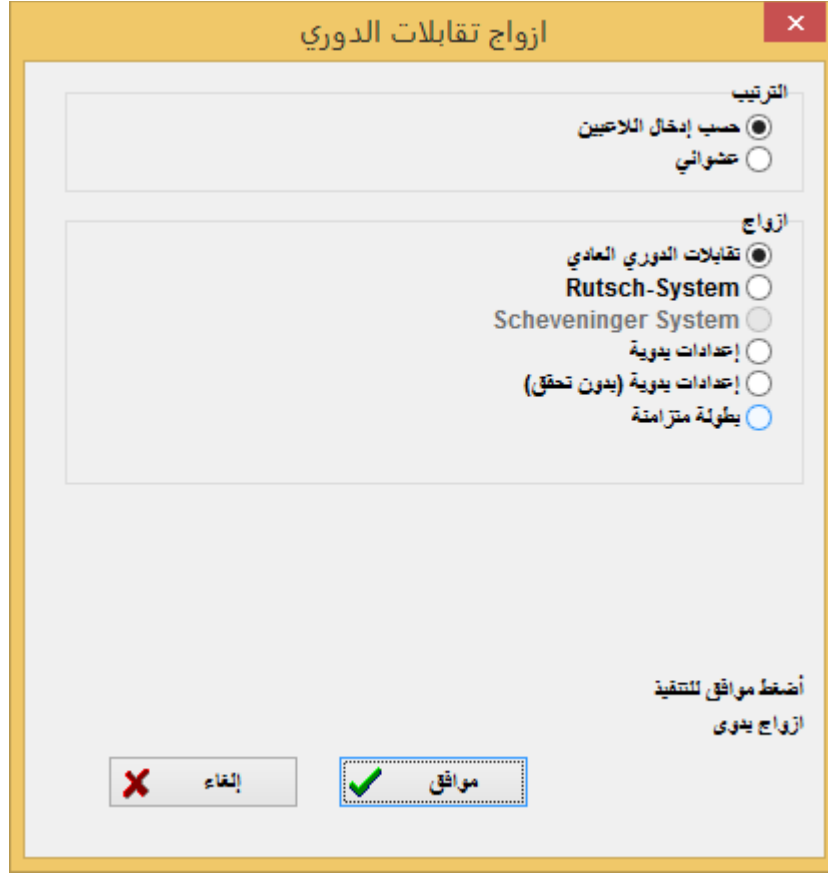 ازواج تقابلات الدوري
الترتيب
حسب إدخال اللاعبين
عشوائي
ازواج
تقابلات الدوري العادي
Rutsch-System
Scheveninger System
إعدادات يدوية
إعدادات يدوية (بدون تحقق)
بطولة متزامنة
أضغط موافق للتنفيذ
ازواج يدوى
موافق
إلغاء